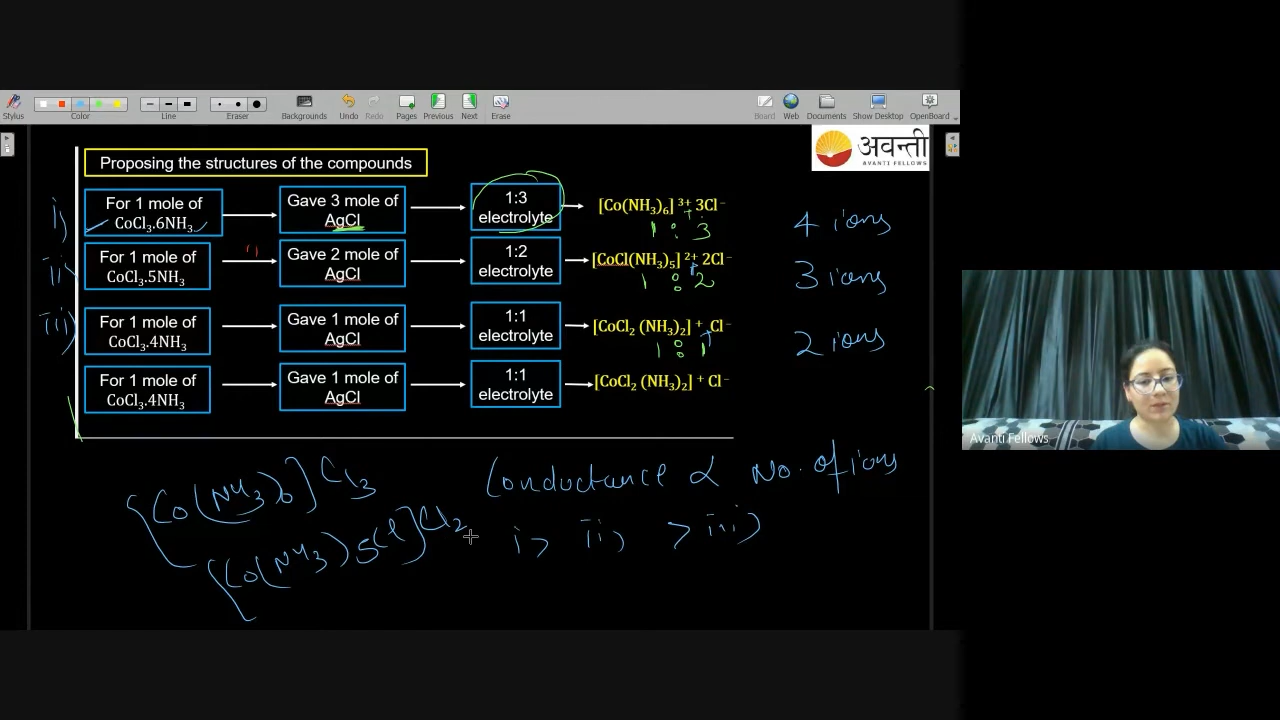 Stylus
Color
Line
Eraser
Backgrounds
Undo
Redo
Pages
Previous
Next
Erase
Board
Web
Documents
Show Desktop
OpenBoard
Proposing the structures of the compounds
अवन्ती
AVANTI FELLOWS
i)
For 1 mole of
CoCl₃.6NH₃
Gave 3 mole of
AgCl
1:3
electrolyte
[Co(NH₃)₆] ³⁺ 3Cl⁻
+
1 : 3
4 ions
ii)
For 1 mole of
CoCl₃.5NH₃
Gave 2 mole of
AgCl
1:2
electrolyte
[CoCl(NH₃)₅] ²⁺ 2Cl⁻
1 : 2
3 ions
iii)
For 1 mole of
CoCl₃.4NH₃
Gave 1 mole of
AgCl
1:1
electrolyte
[CoCl₂ (NH₃)₂] ⁺ Cl⁻
1 : 1
2 ions
For 1 mole of
CoCl₃.4NH₃
Gave 1 mole of
AgCl
1:1
electrolyte
[CoCl₂ (NH₃)₂] ⁺ Cl⁻
[Co(NH₃)₆]Cl₃
[Co(NH₃)₅Cl]Cl₂
Conductance ∝ No. of ions
i > ii) > iii)
Avanti Fellows